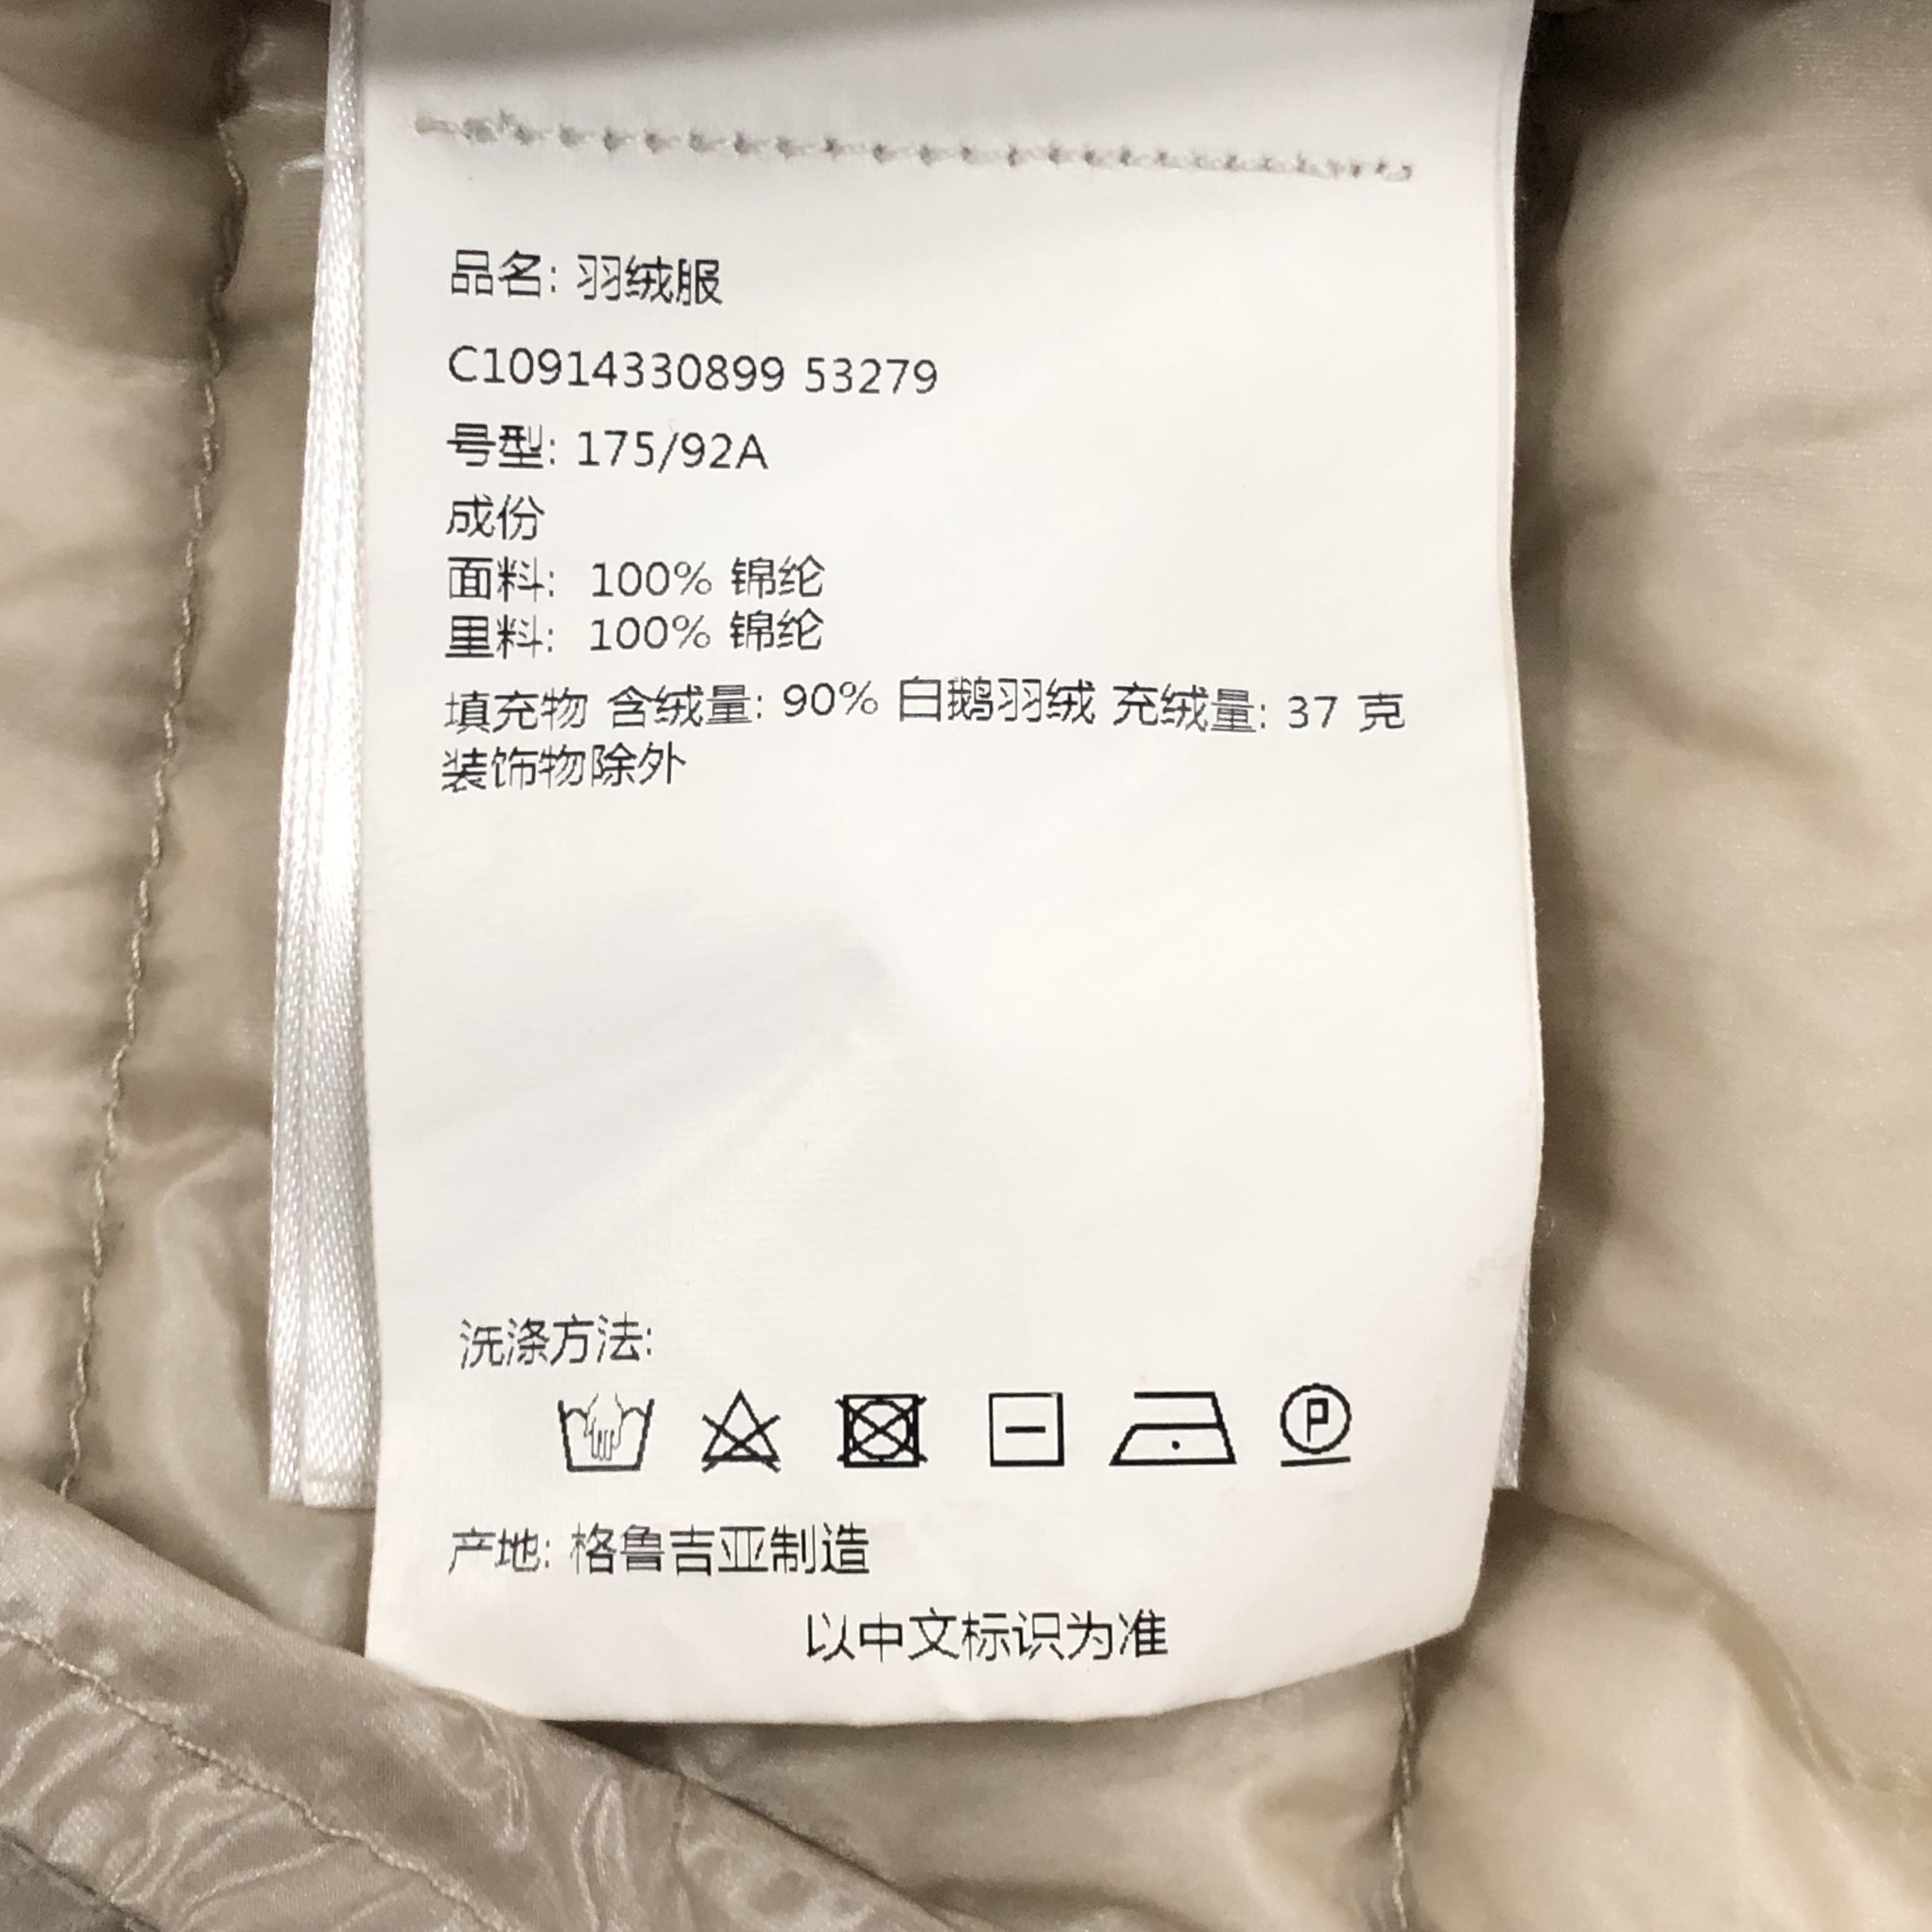 品名: 羽绒服
C10914330899 53279
号型: 175/92A
成份
面料: 100% 锦纶
里料: 100% 锦纶
填充物 含绒量: 90% 白鹅羽绒 充绒量: 37 克
装饰物除外
洗涤方法:
P
产地: 格鲁吉亚制造
以中文标识为准